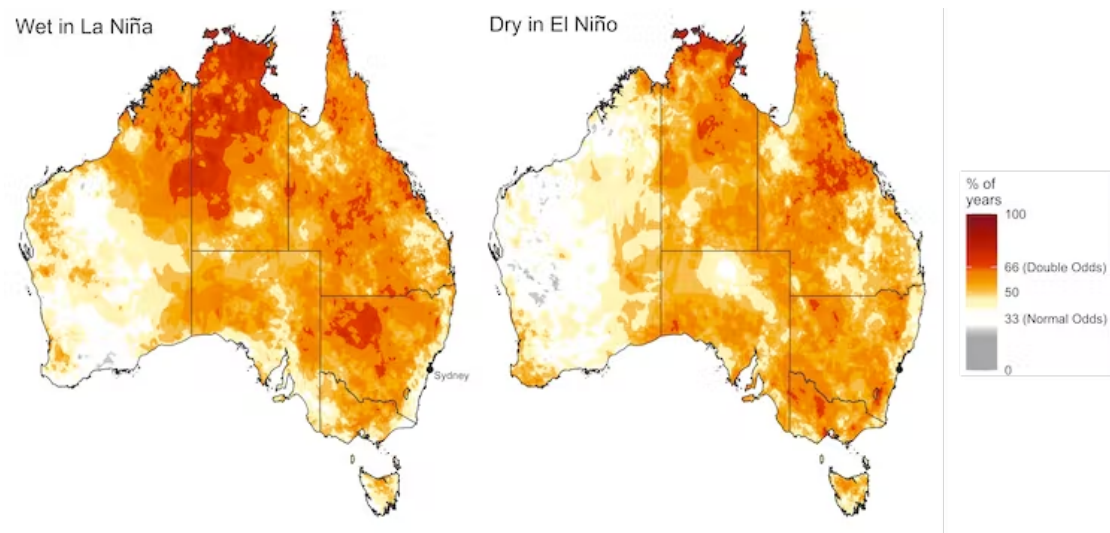 Wet in La Niña
Dry in El Niño
Sydney
% of
years
100
66 (Double Odds)
50
33 (Normal Odds)
0